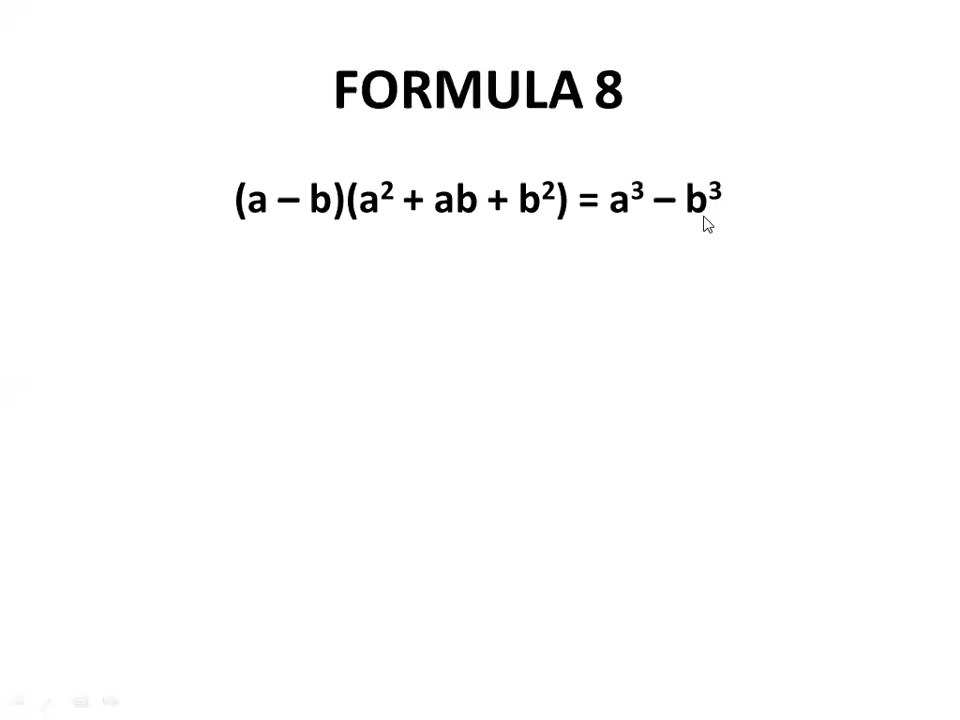 FORMULA 8
(a – b)(a² + ab + b²) = a³ – b³